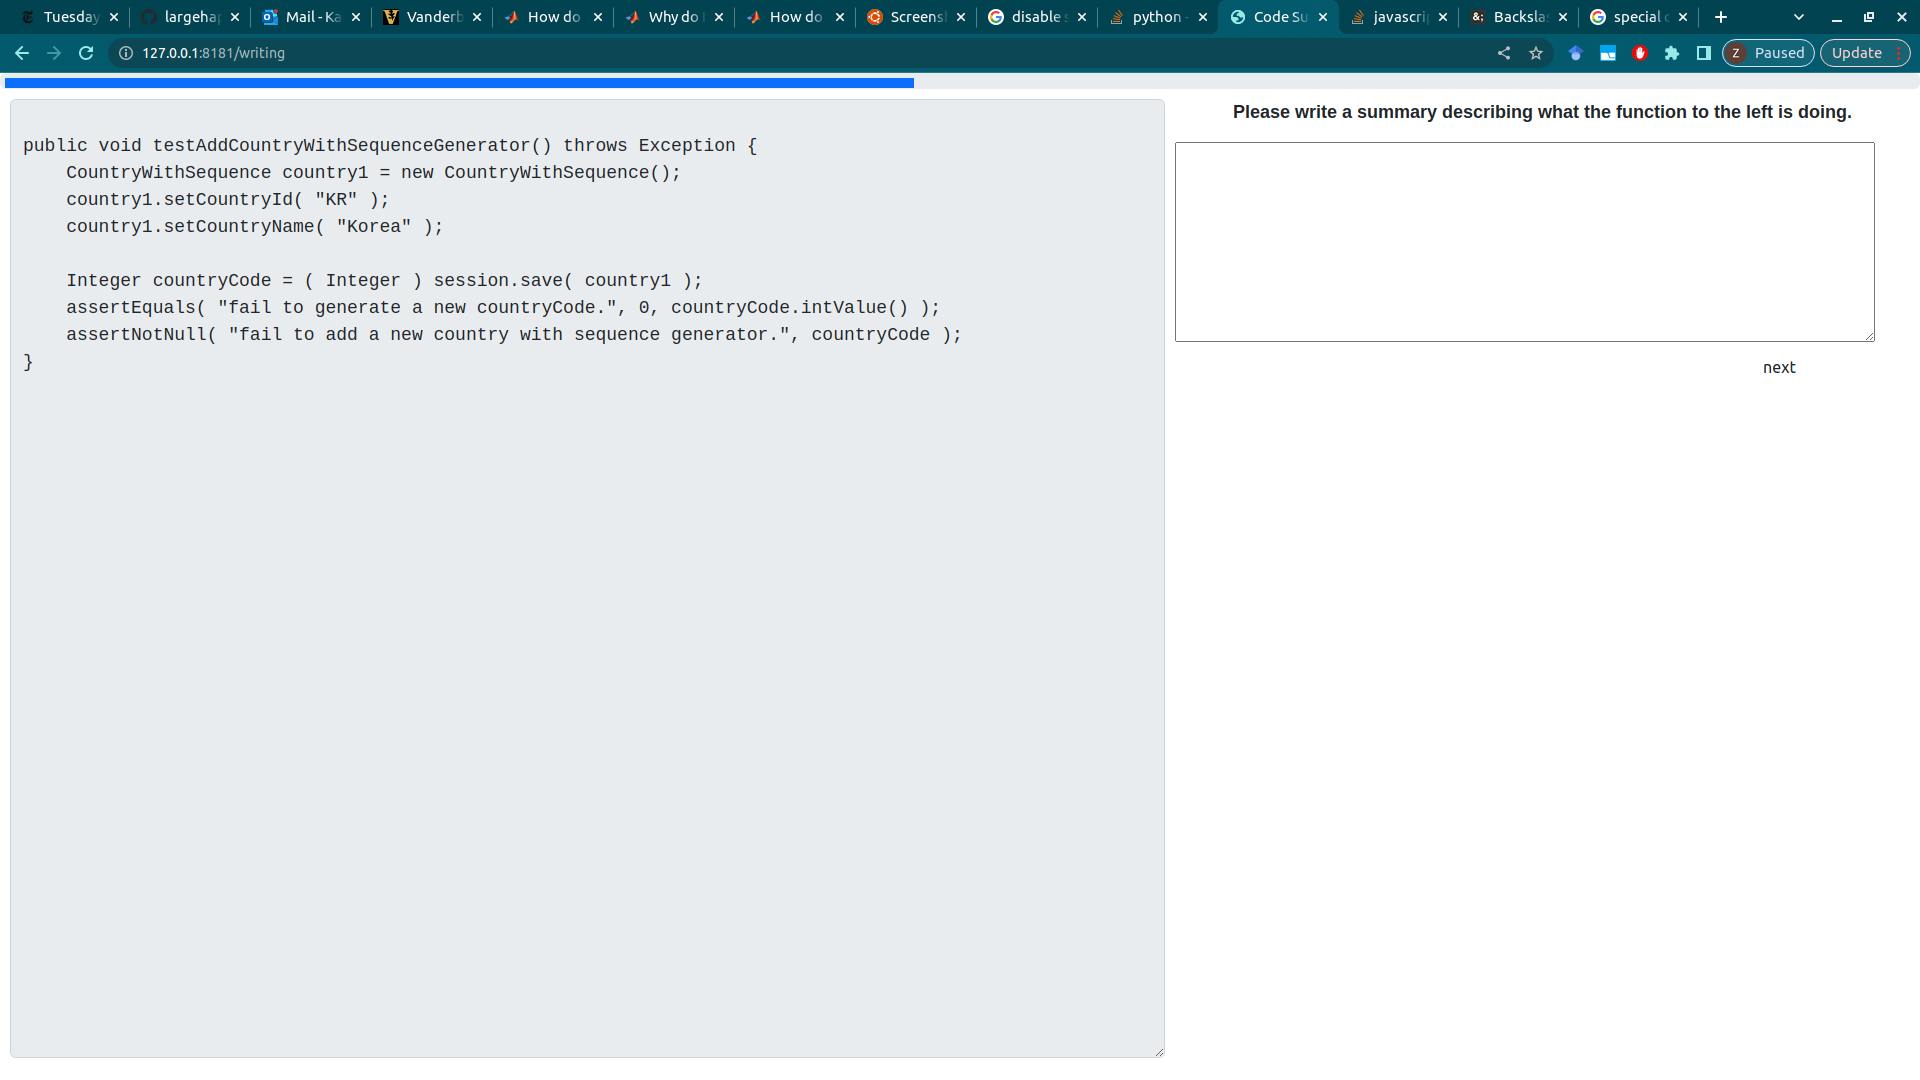 Tuesday
largeha
Mail - Ka
Vanderb
How do
Why do
How do
Screens
disable s
python -
Code Su
javascri
Backslas
special c
127.0.0.1:8181/writing
Z Paused
Update
public void testAddCountryWithSequenceGenerator() throws Exception {
    CountryWithSequence country1 = new CountryWithSequence();
    country1.setCountryId( "KR" );
    country1.setCountryName( "Korea" );
    Integer countryCode = ( Integer ) session.save( country1 );
    assertEquals( "fail to generate a new countryCode.", 0, countryCode.intValue() );
    assertNotNull( "fail to add a new country with sequence generator.", countryCode );
}
Please write a summary describing what the function to the left is doing.
next